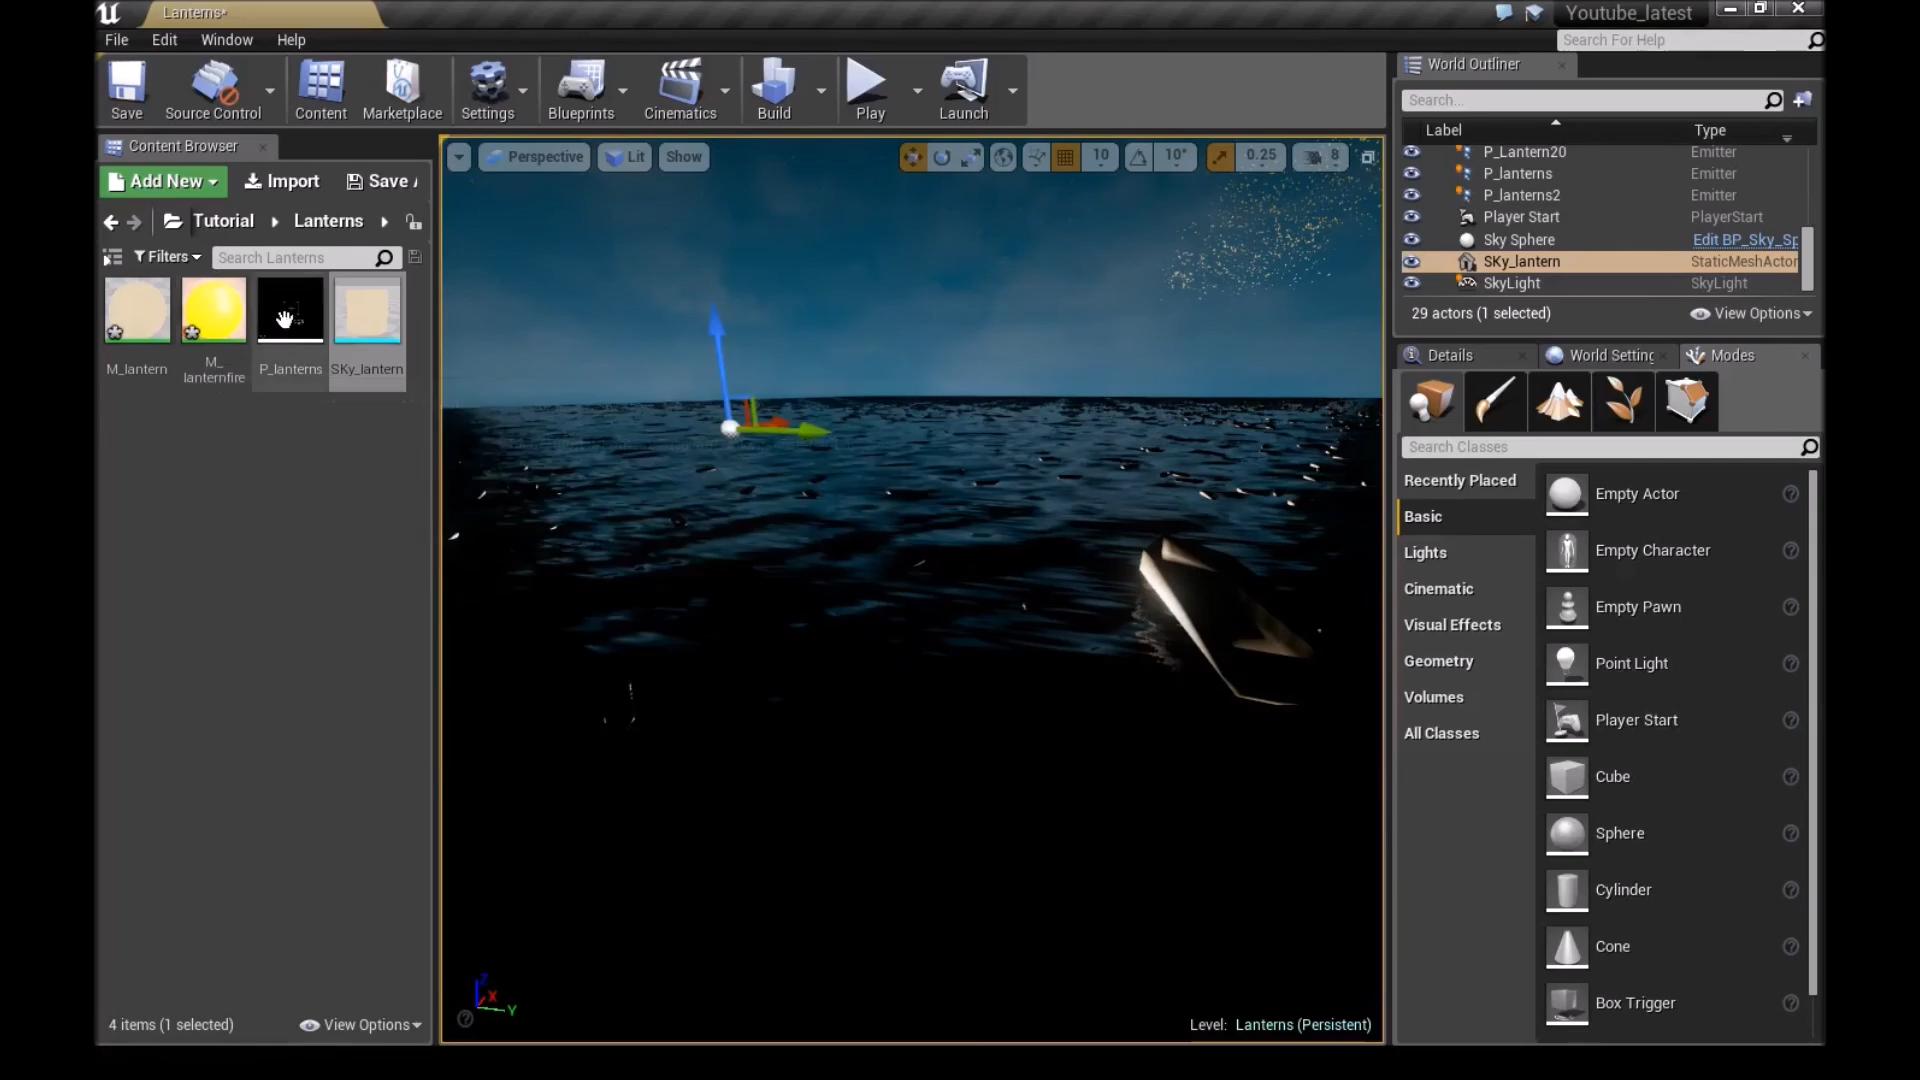 Lanterns*
Youtube_latest
File Edit Window Help
Search For Help
Save
Source Control
Content
Marketplace
Settings
Blueprints
Cinematics
Build
Play
Launch
Content Browser
Add New
Import
Save
Tutorial
Lanterns
Filters
Search Lanterns
M_lantern
M_
lanternfire
P_lanterns
SKy_lantern
4 items (1 selected)
View Options
Perspective
Lit
Show
10
10°
0.25
8
Z
X
Y
Level: Lanterns (Persistent)
World Outliner
Search...
Label Type
P_Lantern20 Emitter
P_lanterns Emitter
P_lanterns2 Emitter
Player Start PlayerStart
Sky Sphere Edit BP_Sky_Sp
SKy_lantern StaticMeshActor
SkyLight SkyLight
29 actors (1 selected)
View Options
Details
World Setting
Modes
Search Classes
Recently Placed
Basic
Lights
Cinematic
Visual Effects
Geometry
Volumes
All Classes
Empty Actor
Empty Character
Empty Pawn
Point Light
Player Start
Cube
Sphere
Cylinder
Cone
Box Trigger